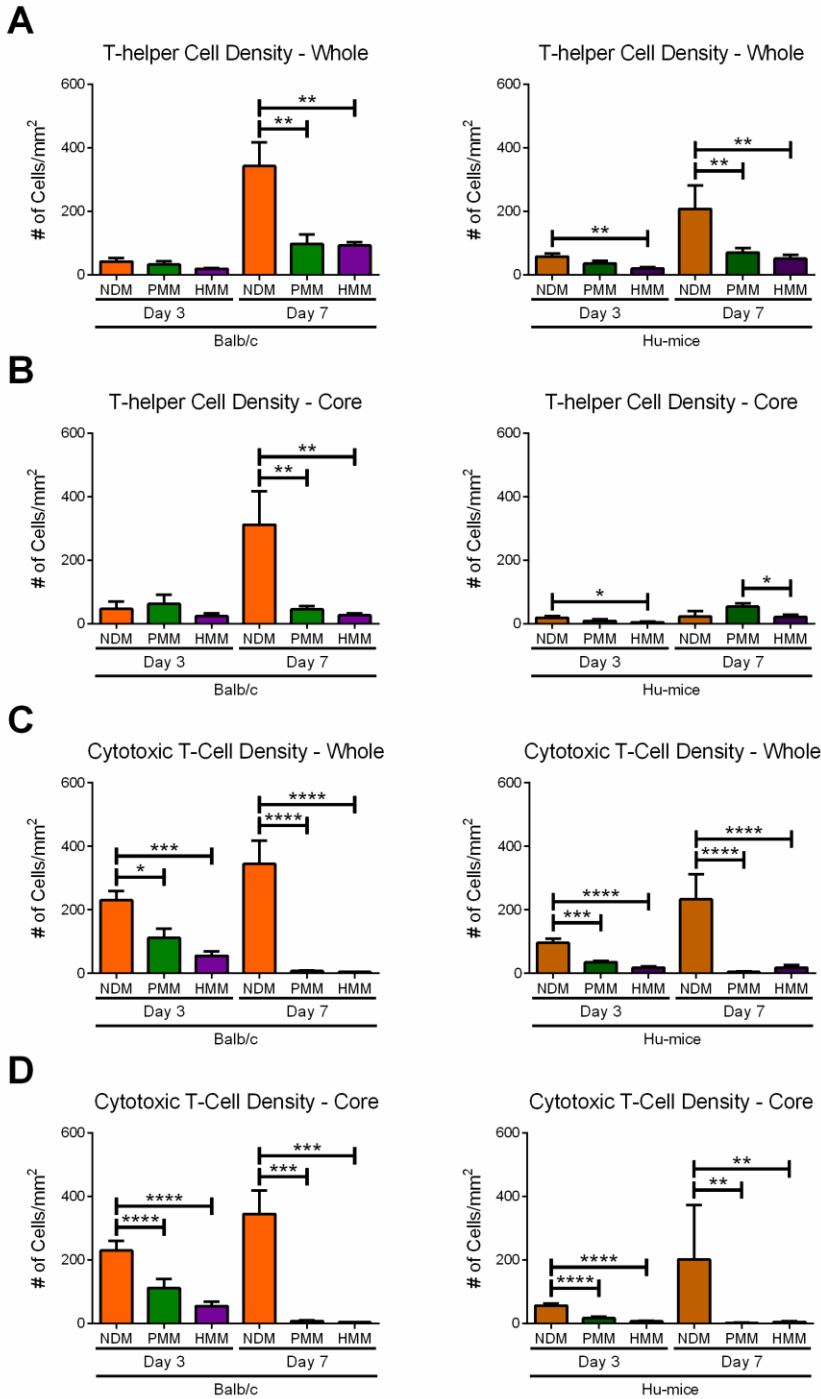 A
T-helper Cell Density - Whole
# of Cells/mm²
600
400
200
0
** 
**
NDM PMM HMM NDM PMM HMM
Day 3 Day 7
Balb/c
T-helper Cell Density - Whole
# of Cells/mm²
600
400
200
0
**
**
**
NDM PMM HMM NDM PMM HMM
Day 3 Day 7
Hu-mice
B
T-helper Cell Density - Core
# of Cells/mm²
600
400
200
0
**
**
NDM PMM HMM NDM PMM HMM
Day 3 Day 7
Balb/c
T-helper Cell Density - Core
# of Cells/mm²
600
400
200
0
*
*
NDM PMM HMM NDM PMM HMM
Day 3 Day 7
Hu-mice
C
Cytotoxic T-Cell Density - Whole
# of Cells/mm²
600
400
200
0
****
****
***
*
NDM PMM HMM NDM PMM HMM
Day 3 Day 7
Balb/c
Cytotoxic T-Cell Density - Whole
# of Cells/mm²
600
400
200
0
****
****
****
***
NDM PMM HMM NDM PMM HMM
Day 3 Day 7
Hu-mice
D
Cytotoxic T-Cell Density - Core
# of Cells/mm²
600
400
200
0
***
***
****
****
NDM PMM HMM NDM PMM HMM
Day 3 Day 7
Balb/c
Cytotoxic T-Cell Density - Core
# of Cells/mm²
600
400
200
0
**
**
****
****
NDM PMM HMM NDM PMM HMM
Day 3 Day 7
Hu-mice